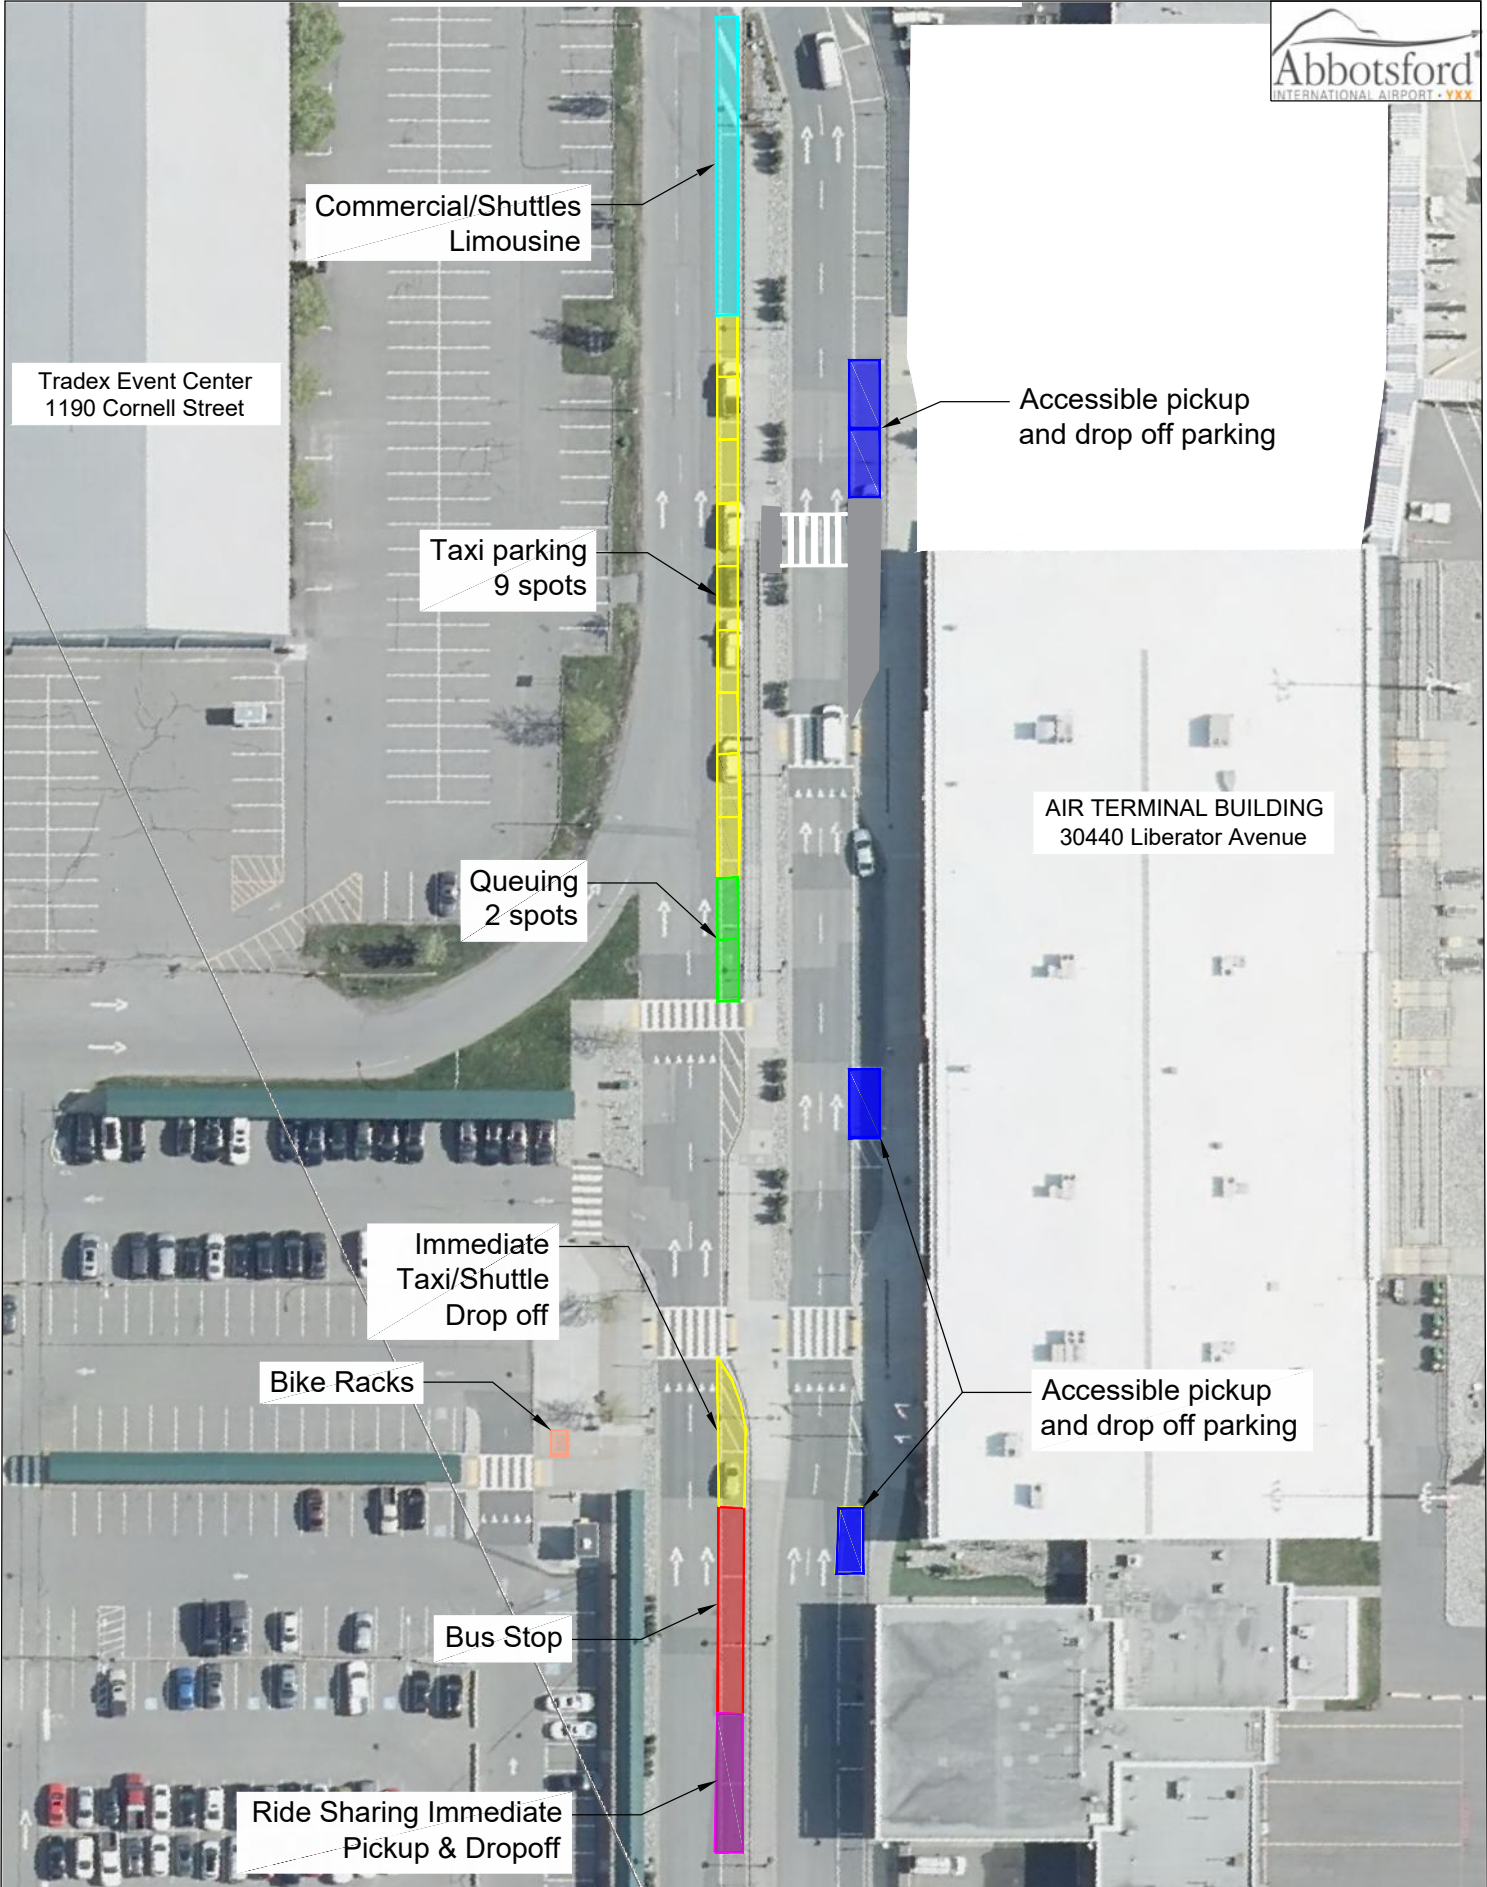 Abbotsford
INTERNATIONAL AIRPORT • YXX
Commercial/Shuttles
Limousine
Tradex Event Center
1190 Cornell Street
Accessible pickup
and drop off parking
Taxi parking
9 spots
AIR TERMINAL BUILDING
30440 Liberator Avenue
Queuing
2 spots
Immediate
Taxi/Shuttle
Drop off
Bike Racks
Accessible pickup
and drop off parking
Bus Stop
Ride Sharing Immediate
Pickup & Dropoff